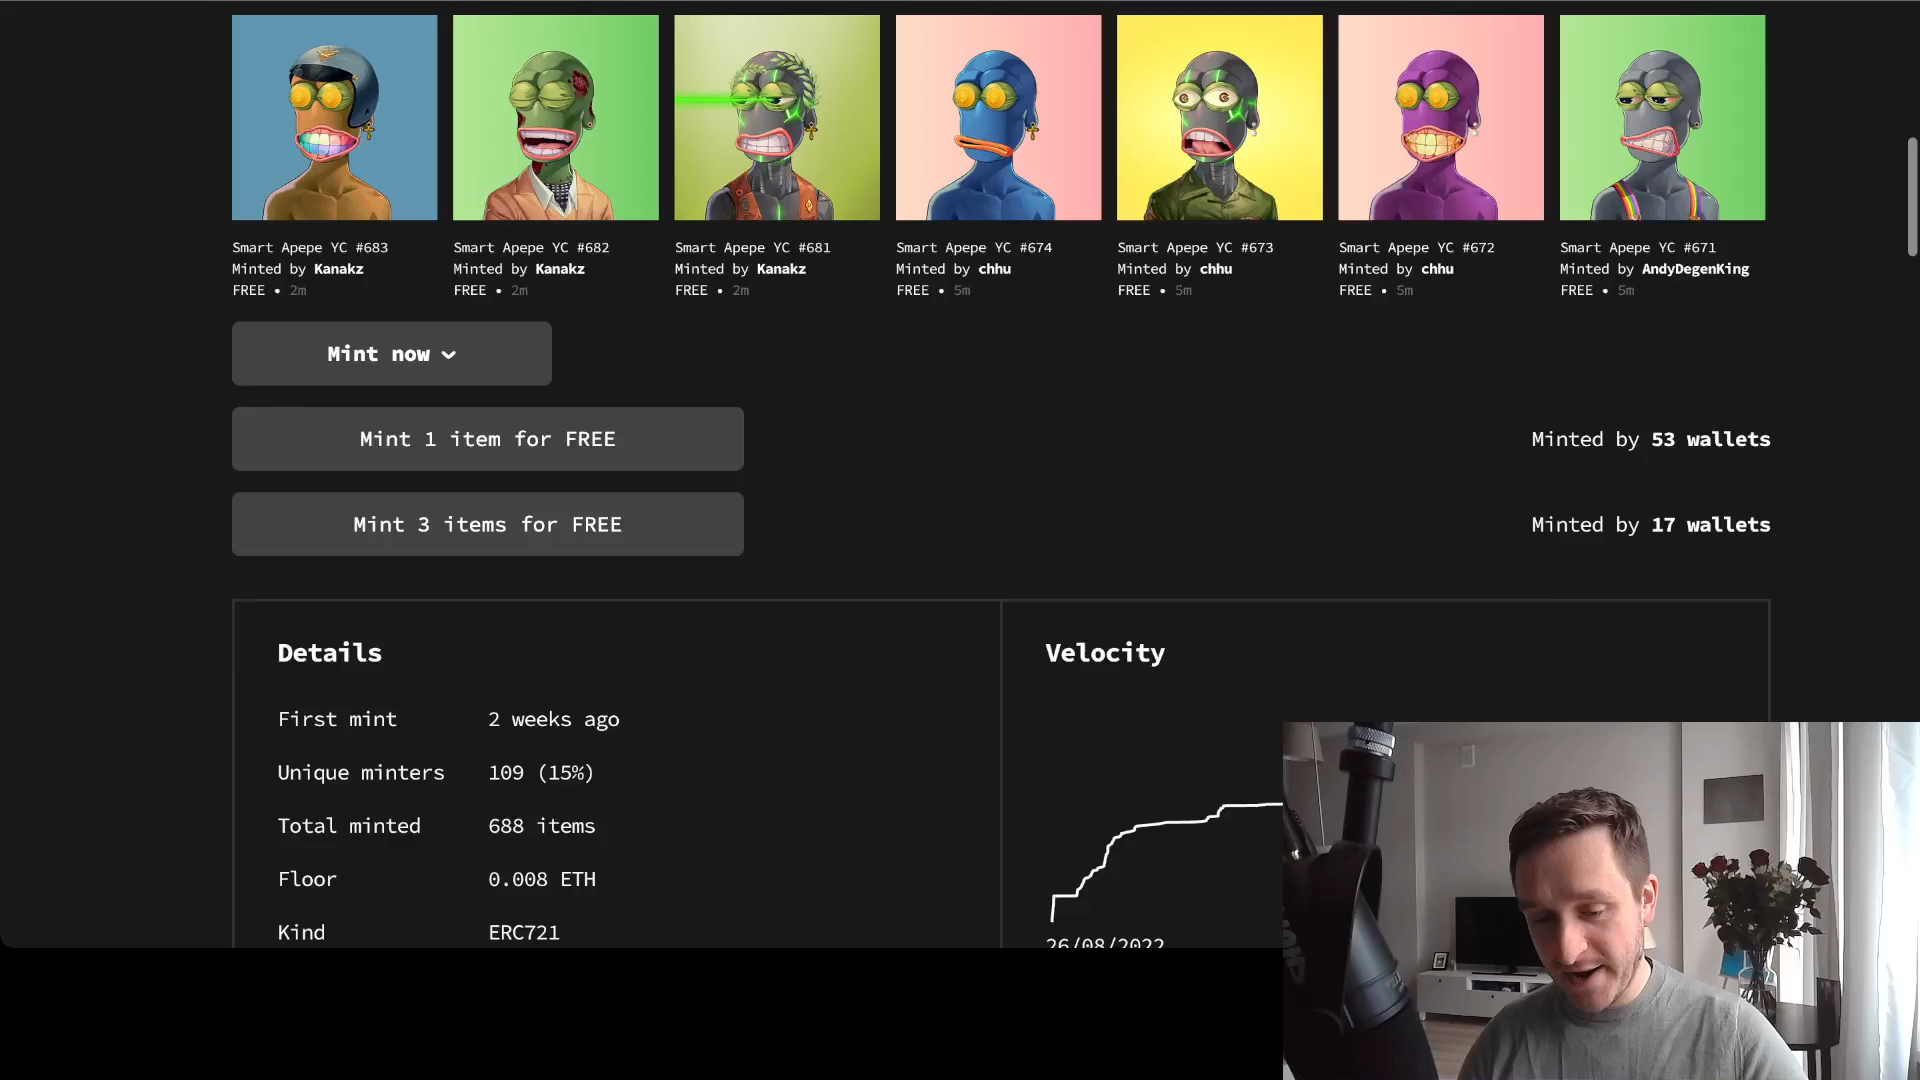 Smart Apepe YC #683
Minted by Kanakz
FREE • 2m
Smart Apepe YC #682
Minted by Kanakz
FREE • 2m
Smart Apepe YC #681
Minted by Kanakz
FREE • 2m
Smart Apepe YC #674
Minted by chhu
FREE • 5m
Smart Apepe YC #673
Minted by chhu
FREE • 5m
Smart Apepe YC #672
Minted by chhu
FREE • 5m
Smart Apepe YC #671
Minted by AndyDegenKing
FREE • 5m
Mint now
Mint 1 item for FREE
Minted by 53 wallets
Mint 3 items for FREE
Minted by 17 wallets
Details
First mint 2 weeks ago
Unique minters 109 (15%)
Total minted 688 items
Floor 0.008 ETH
Kind ERC721
Velocity
26/08/2022